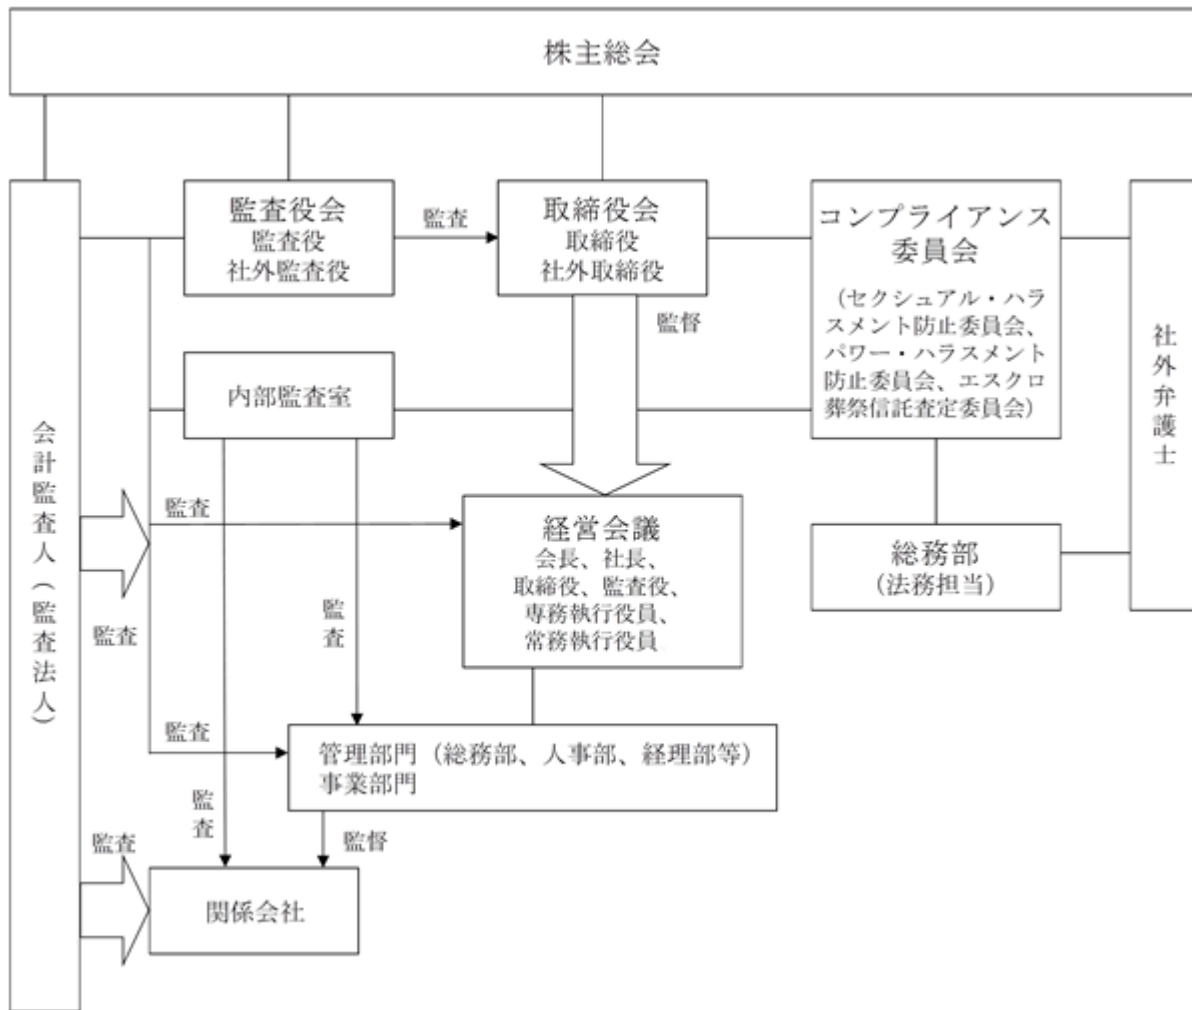 株主総会
監査役会
監査役
社外監査役
監査
取締役会
取締役
社外取締役
監督
コンプライアンス
委員会
(セクシュアル・ハラ
スメント防止委員会、
パワー・ハラスメント
防止委員会、エスクロ
葬祭信託査定委員会)
社外弁護士
内部監査室
会計監査人(監査法人)
監査
監査
経営会議
会長、社長、
取締役、監査役、
専務執行役員、
常務執行役員
総務部
(法務担当)
監査
監査
管理部門(総務部、人事部、経理部等)
事業部門
監査
監督
監査
関係会社